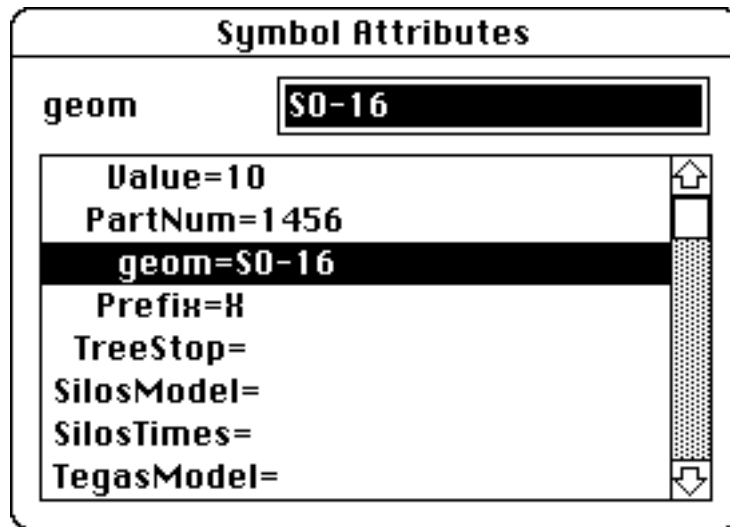 Symbol Attributes
geom SO-16
Value=10
PartNum=1456
geom=SO-16
Prefix=X
TreeStop=
SilosModel=
SilosTimes=
TegasModel=